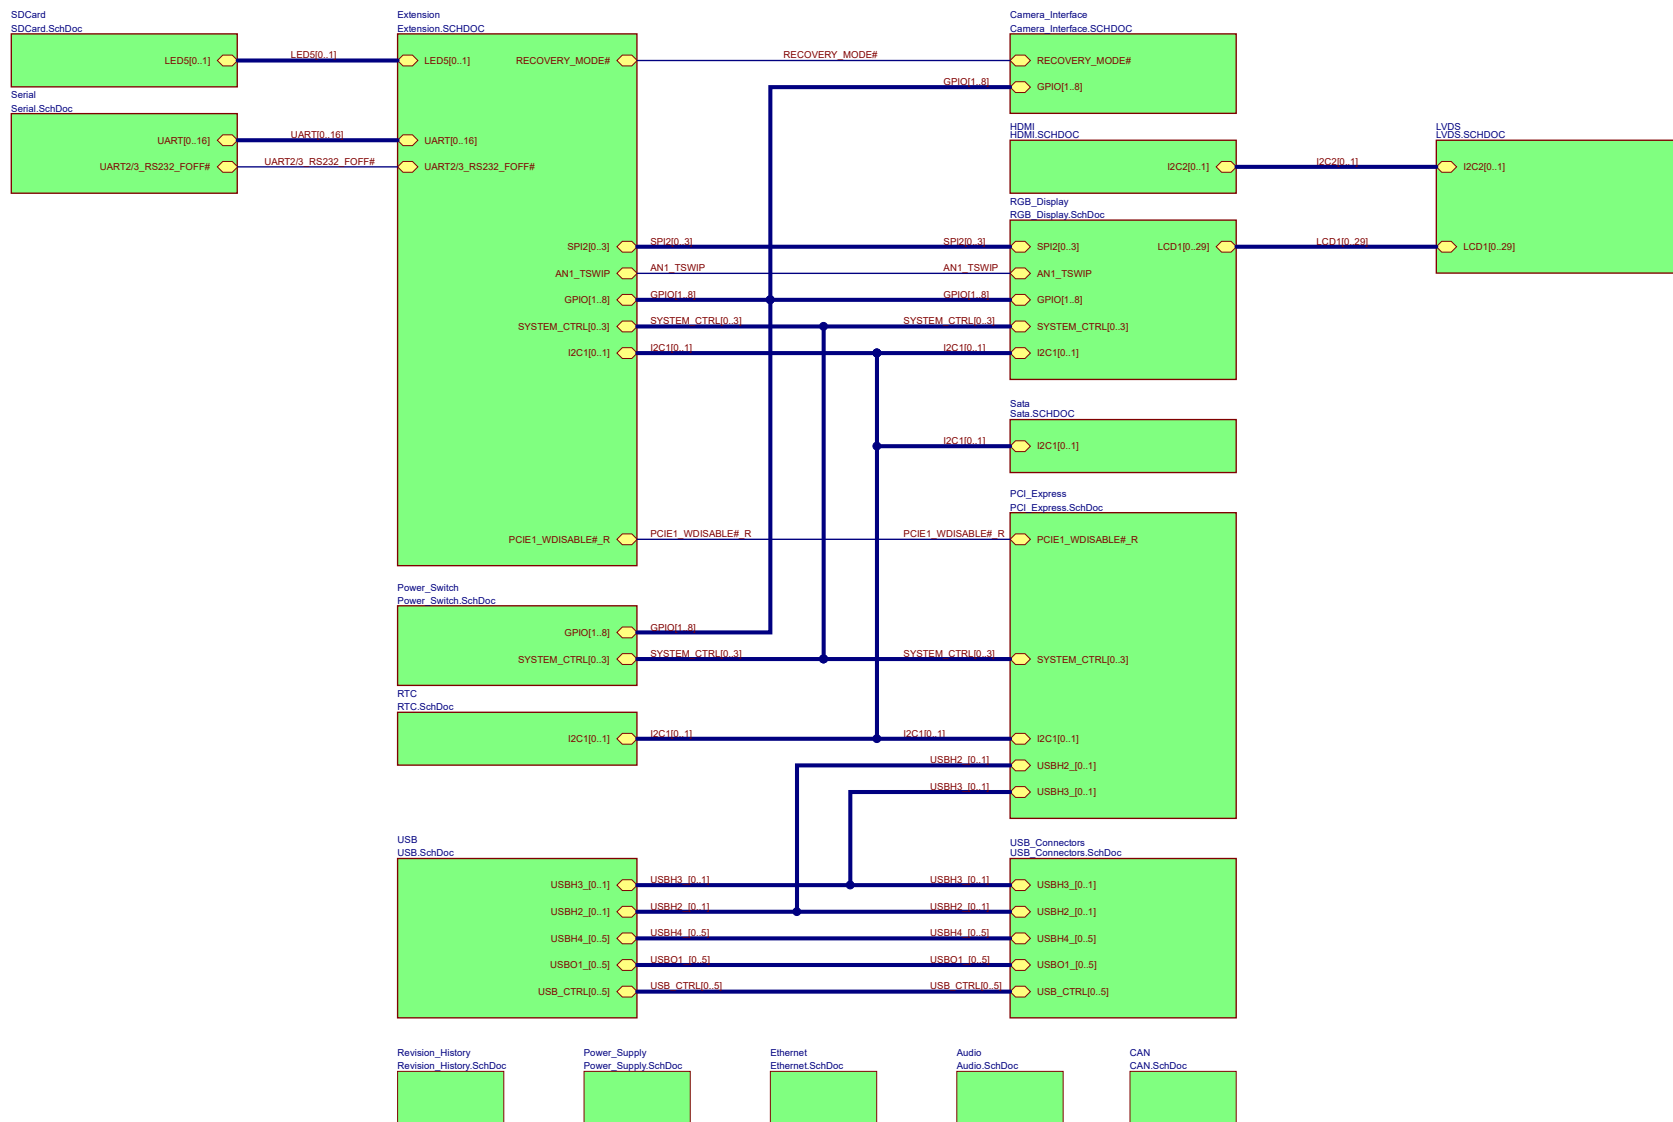 SDCard
SDCard.SchDoc
LED5[0..1]
LED5[0..1]
Serial
Serial.SchDoc
UART[0..16]
UART[0..16]
UART2/3_RS232_FOFF#
UART2/3_RS232_FOFF#
Extension
Extension.SCHDOC
LED5[0..1]
RECOVERY_MODE#
UART[0..16]
UART2/3_RS232_FOFF#
SPI2[0..3]
AN1_TSWIP
GPIO[1..8]
SYSTEM_CTRL[0..3]
I2C1[0..1]
PCIE1_WDISABLE#_R
RECOVERY_MODE#
GPIO[1..8]
SPI2[0..3]
SPI2[0..3]
AN1_TSWIP
AN1_TSWIP
GPIO[1..8]
GPIO[1..8]
SYSTEM_CTRL[0..3]
SYSTEM_CTRL[0..3]
I2C1[0..1]
I2C1[0..1]
I2C1[0..1]
PCIE1_WDISABLE#_R
PCIE1_WDISABLE#_R
Camera_Interface
Camera_Interface.SCHDOC
RECOVERY_MODE#
GPIO[1..8]
HDMI
HDMI.SCHDOC
I2C2[0..1]
I2C2[0..1]
LVDS
LVDS.SCHDOC
I2C2[0..1]
LCD1[0..29]
RGB_Display
RGB_Display.SchDoc
SPI2[0..3]
LCD1[0..29]
LCD1[0..29]
AN1_TSWIP
GPIO[1..8]
SYSTEM_CTRL[0..3]
I2C1[0..1]
Sata
Sata.SCHDOC
I2C1[0..1]
PCI_Express
PCI_Express.SchDoc
PCIE1_WDISABLE#_R
SYSTEM_CTRL[0..3]
I2C1[0..1]
USBH2_[0..1]
USBH3_[0..1]
Power_Switch
Power_Switch.SchDoc
GPIO[1..8]
GPIO[1..8]
SYSTEM_CTRL[0..3]
SYSTEM_CTRL[0..3]
SYSTEM_CTRL[0..3]
RTC
RTC.SchDoc
I2C1[0..1]
I2C1[0..1]
I2C1[0..1]
USBH2_[0..1]
USBH3_[0..1]
USB
USB.SchDoc
USBH3_[0..1]
USBH2_[0..1]
USBH4_[0..5]
USBO1_[0..5]
USB_CTRL[0..5]
USBH3_[0..1]
USBH3_[0..1]
USBH2_[0..1]
USBH2_[0..1]
USBH4_[0..5]
USBH4_[0..5]
USBO1_[0..5]
USBO1_[0..5]
USB_CTRL[0..5]
USB_CTRL[0..5]
USB_Connectors
USB_Connectors.SchDoc
USBH3_[0..1]
USBH2_[0..1]
USBH4_[0..5]
USBO1_[0..5]
USB_CTRL[0..5]
Revision_History
Revision_History.SchDoc
Power_Supply
Power_Supply.SchDoc
Ethernet
Ethernet.SchDoc
Audio
Audio.SchDoc
CAN
CAN.SchDoc